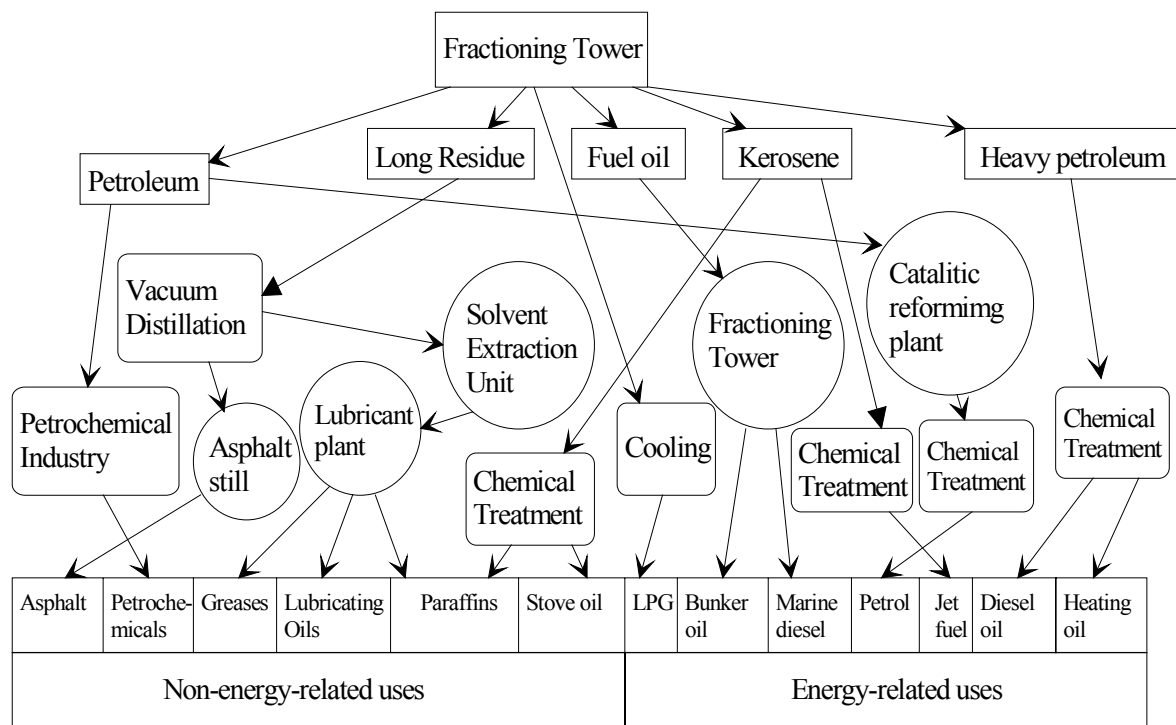 Fractioning Tower
Petroleum
Long Residue
Fuel oil
Kerosene
Heavy petroleum
Vacuum
Distillation
Solvent
Extraction
Unit
Fractioning
Tower
Catalitic
reformimg
plant
Petrochemical
Industry
Asphalt
still
Lubricant
plant
Chemical
Treatment
Cooling
Chemical
Treatment
Chemical
Treatment
Chemical
Treatment
Asphalt
Petroche-
micals
Greases
Lubricating
Oils
Paraffins
Stove oil
LPG
Bunker
oil
Marine
diesel
Petrol
Jet
fuel
Diesel
oil
Heating
oil
Non-energy-related uses
Energy-related uses